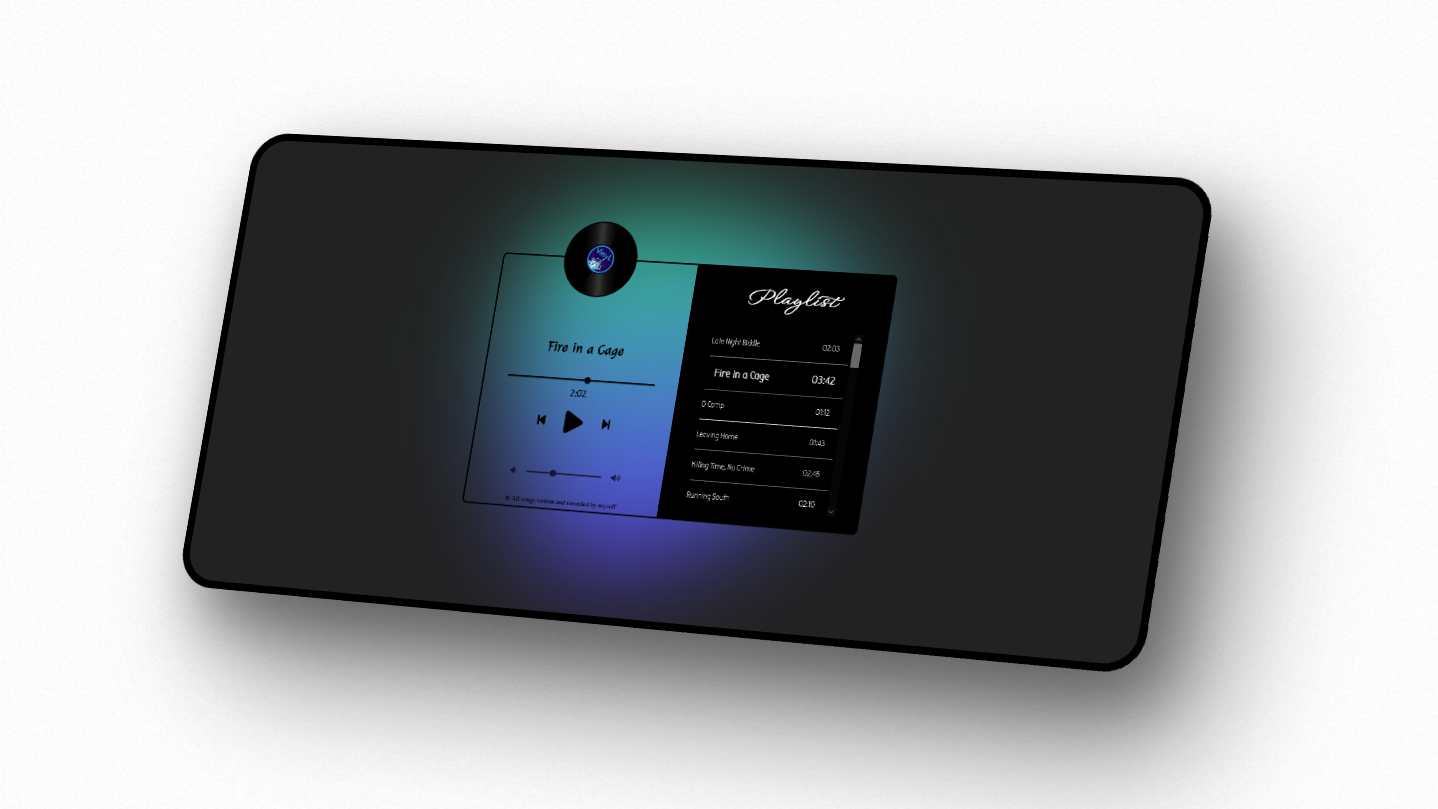 Vinyl
Fire in a Cage
2:02
© All songs written and recorded by myself
Playlist
Late Night Riddle 02:03
Fire in a Cage 03:42
01:12
Leaving Home 01:43
Killing Time, No Crime 02:45
Running South 02:10